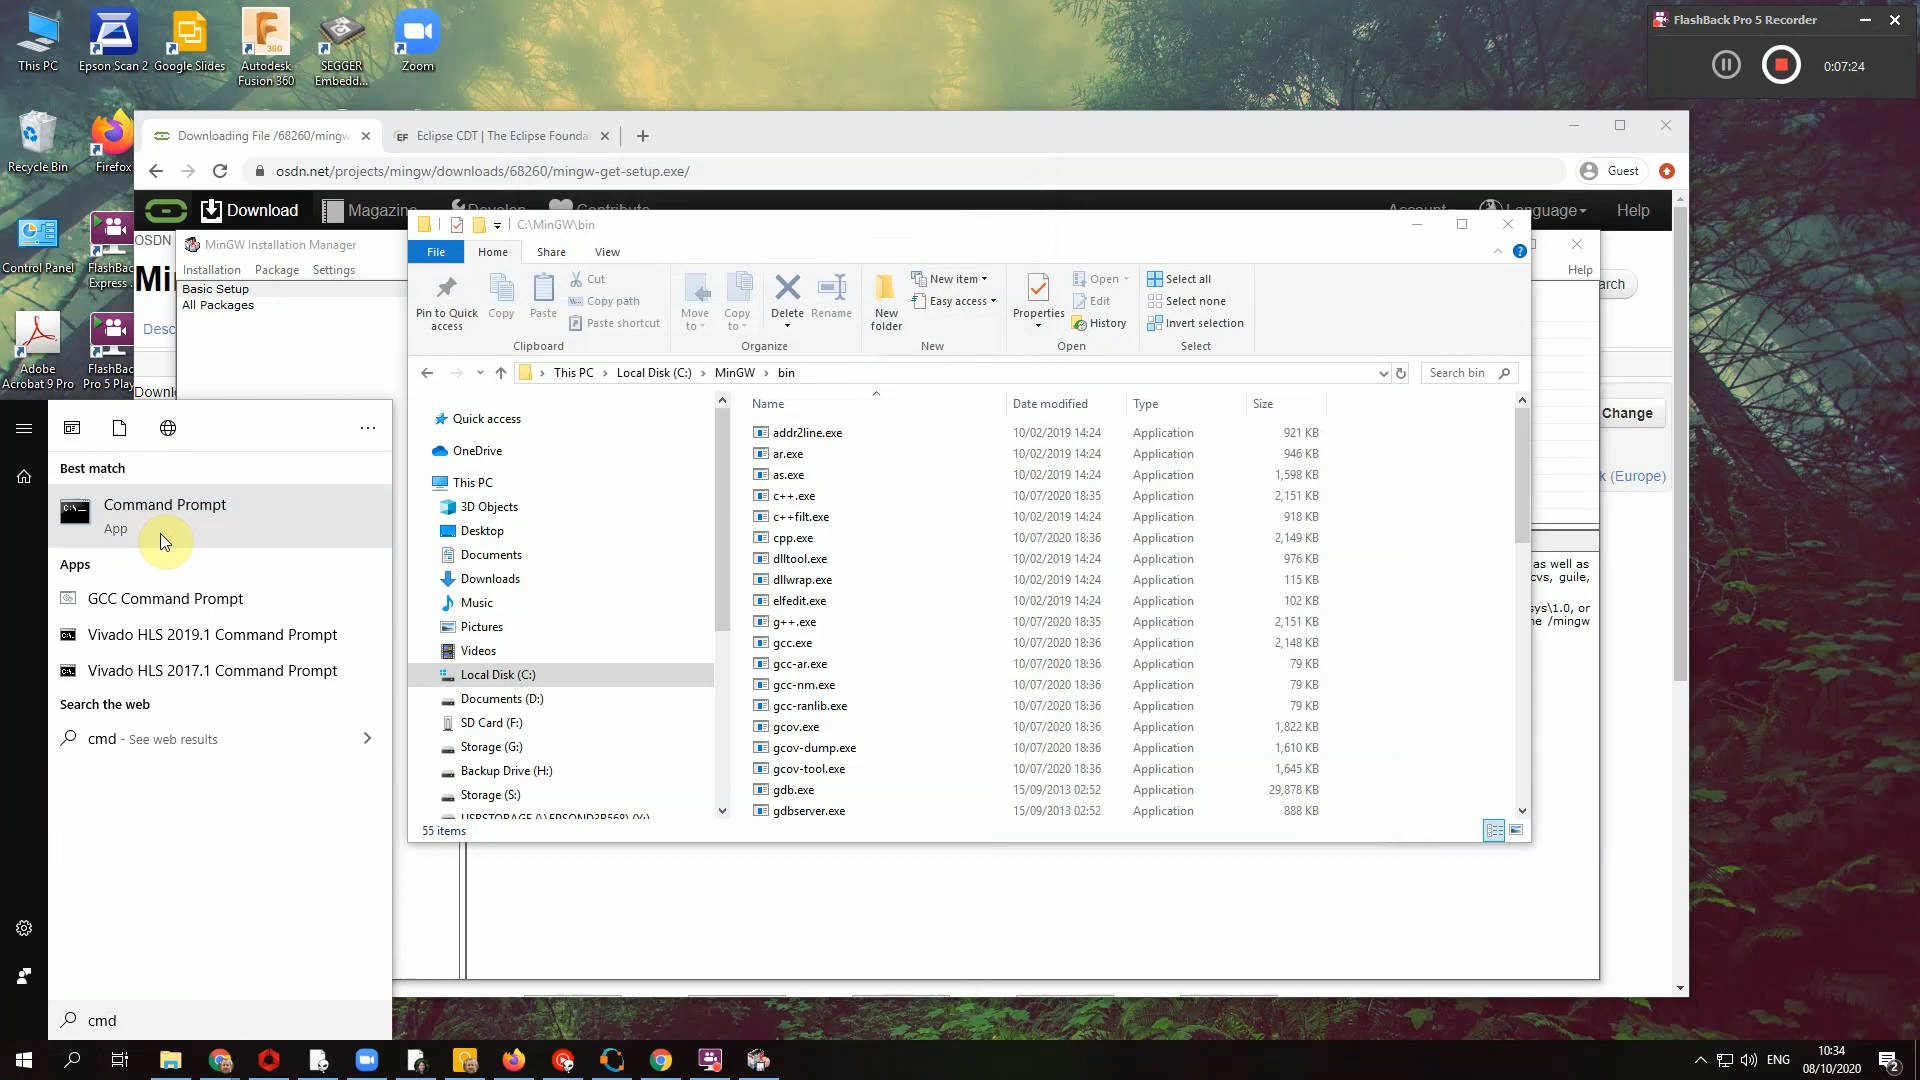 This PC
Epson Scan 2
Google Slides
Autodesk
Fusion 360
SEGGER
Embedd...
Zoom
FlashBack Pro 5 Recorder
0:07:24
Recycle Bin
Firefox
Control Panel
FlashBac
Express .
Adobe
Acrobat 9 Pro
FlashBac
Pro 5 Play
Downloading File /68260/mingw
Eclipse CDT | The Eclipse Founda
osdn.net/projects/mingw/downloads/68260/mingw-get-setup.exe/
Guest
Download
Magazine
Develop
Contribute
Account
Language
Help
OSDN
Desc
Downlo
arch
Change
k (Europe)
MinGW Installation Manager
Installation Package Settings
Help
Basic Setup
All Packages
as well as
cvs, guile,
sys\1.0, or
he /mingw
C:\MinGW\bin
File
Home
Share
View
Pin to Quick
access
Copy
Paste
Cut
Copy path
Paste shortcut
Clipboard
Move
to
Copy
to
Delete
Rename
Organize
New
folder
New item
Easy access
New
Properties
Open
Edit
History
Open
Select all
Select none
Invert selection
Select
This PC
Local Disk (C:)
MinGW
bin
Search bin
Quick access
OneDrive
This PC
3D Objects
Desktop
Documents
Downloads
Music
Pictures
Videos
Local Disk (C:)
Documents (D:)
SD Card (F:)
Storage (G:)
Backup Drive (H:)
Storage (S:)
Name Date modified Type Size
addr2line.exe 10/02/2019 14:24 Application 921 KB
ar.exe 10/02/2019 14:24 Application 946 KB
as.exe 10/02/2019 14:24 Application 1,598 KB
c++.exe 10/07/2020 18:35 Application 2,151 KB
c++filt.exe 10/02/2019 14:24 Application 918 KB
cpp.exe 10/07/2020 18:36 Application 2,149 KB
dlltool.exe 10/02/2019 14:24 Application 976 KB
dllwrap.exe 10/02/2019 14:24 Application 115 KB
elfedit.exe 10/02/2019 14:24 Application 102 KB
g++.exe 10/07/2020 18:35 Application 2,151 KB
gcc.exe 10/07/2020 18:36 Application 2,148 KB
gcc-ar.exe 10/07/2020 18:36 Application 79 KB
gcc-nm.exe 10/07/2020 18:36 Application 79 KB
gcc-ranlib.exe 10/07/2020 18:36 Application 79 KB
gcov.exe 10/07/2020 18:36 Application 1,822 KB
gcov-dump.exe 10/07/2020 18:36 Application 1,610 KB
gcov-tool.exe 10/07/2020 18:36 Application 1,645 KB
gdb.exe 15/09/2013 02:52 Application 29,878 KB
gdbserver.exe 15/09/2013 02:52 Application 888 KB
55 items
Best match
Command Prompt
App
Apps
GCC Command Prompt
Vivado HLS 2019.1 Command Prompt
Vivado HLS 2017.1 Command Prompt
Search the web
cmd - See web results
cmd
ENG
10:34
08/10/2020
2